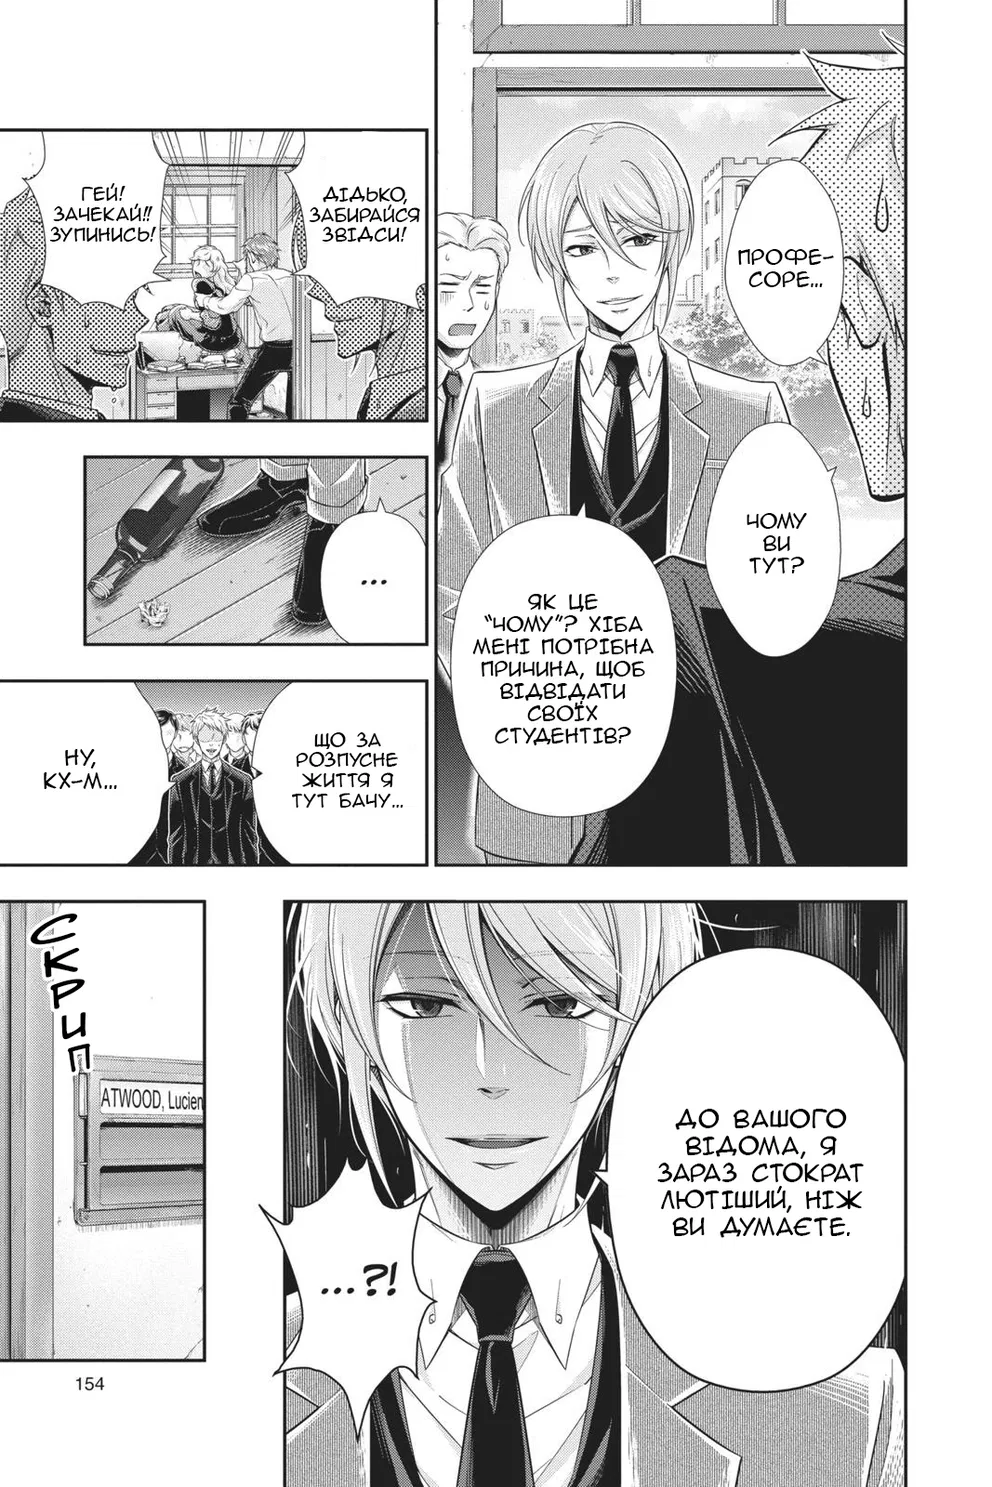 ПРОФЕ-
СОРЕ...
ЧОМУ
ВИ
ТУТ?
ЯК ЦЕ
“ЧОМУ”? ХІБА
МЕНІ ПОТРІБНА
ПРИЧИНА, ЩОБ
ВІДВІДАТИ
СВОЇХ
СТУДЕНТІВ?
ДІДЬКО,
ЗАБИРАЙСЯ
ЗВІДСИ!
ГЕЙ!
ЗАЧЕКАЙ!!
ЗУПИНИСЬ!
...
ЩО ЗА
РОЗПУСНЕ
ЖИТТЯ Я
ТУТ БАЧУ...
НУ,
КХ-М...
ДО ВАШОГО
ВІДОМА, Я
ЗАРАЗ СТОКРАТ
ЛЮТІШИЙ, НІЖ
ВИ ДУМАЄТЕ.
...?!
СКРИП
ATWOOD, Lucien
154